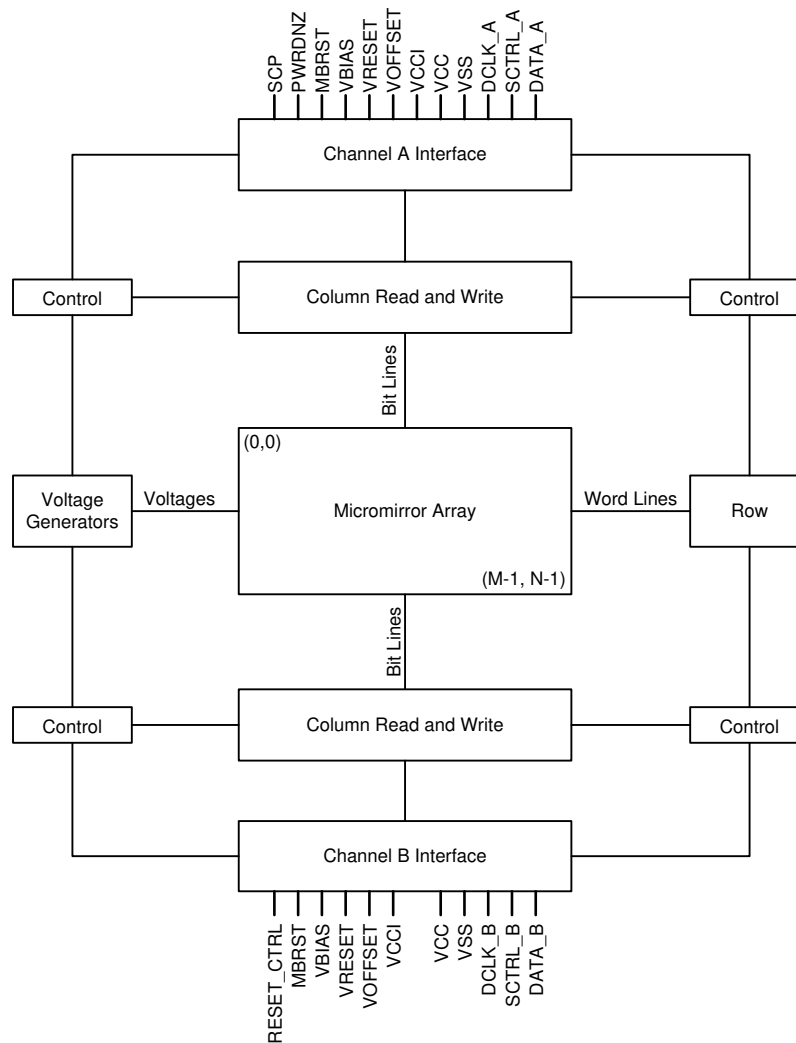 SCP
PWRDNZ
MBRST
VBIAS
VRESET
VOFFSET
VCCI
VCC
VSS
DCLK_A
SCTRL_A
DATA_A
Channel A Interface
Control
Column Read and Write
Control
Bit Lines
(0,0)
Voltage
Generators
Voltages
Micromirror Array
Word Lines
Row
(M-1, N-1)
Bit Lines
Control
Column Read and Write
Control
Channel B Interface
RESET_CTRL
MBRST
VBIAS
VRESET
VOFFSET
VCCI
VCC
VSS
DCLK_B
SCTRL_B
DATA_B